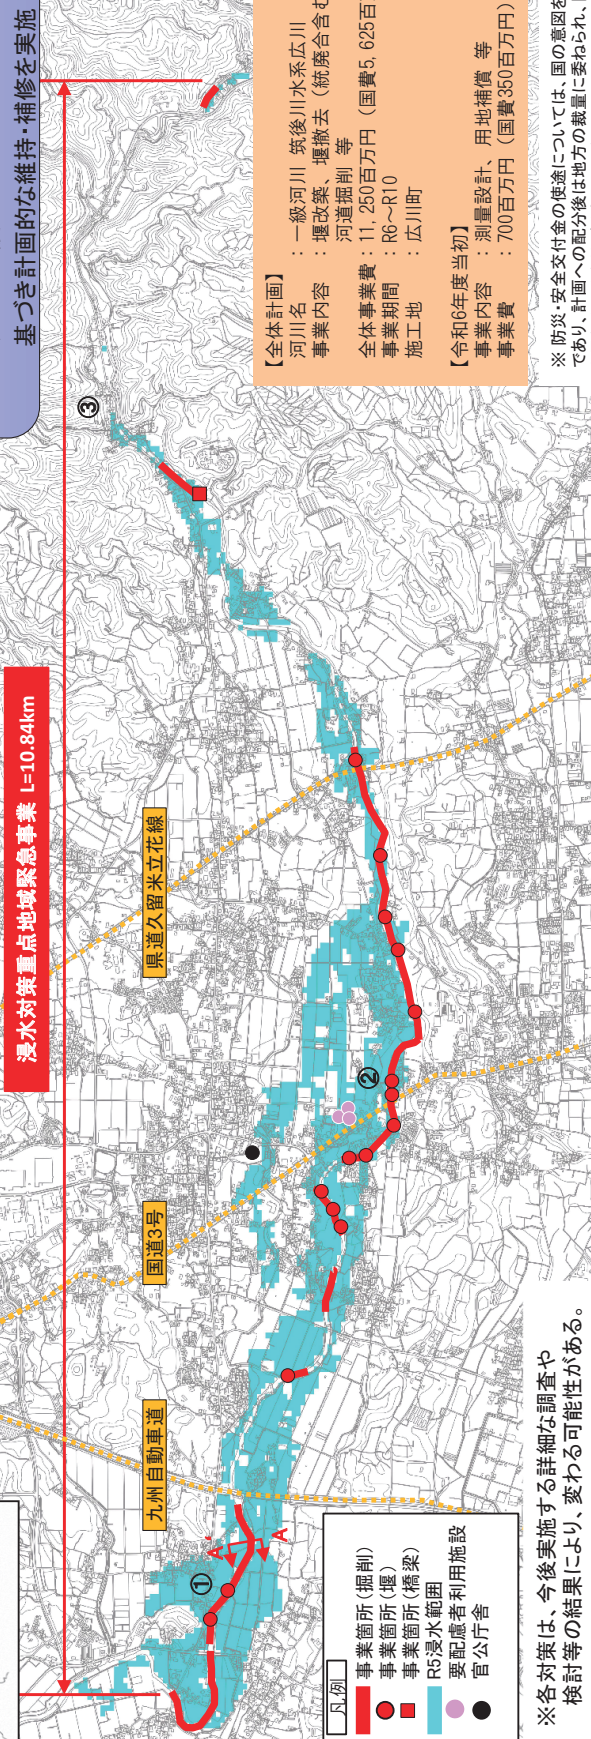 基づき計画的な維持・補修を実施
浸水対策重点地域緊急事業 L=10.84km
九州自動車道
国道3号
県道久留米立花線
①
②
③
A'
A
【全体計画】
河川名 : 一級河川 筑後川水系広川
事業内容 : 堰改築、堰撤去（統廃合含む
河道掘削 等
全体事業費 : 11,250百万円 （国費5,625百
事業期間 : R6～R10
施工地 : 広川町
【令和6年度当初】
事業内容 : 測量設計、用地補償 等
事業費 : 700百万円 （国費350百万円）
※ 防災・安全交付金の使途については、国の意図を
であり、計画への配分後は地方の裁量に委ねられ、
凡例
事業箇所（掘削）
事業箇所（堰）
事業箇所（橋梁）
R5浸水範囲
要配慮者利用施設
官公庁舎
※各対策は、今後実施する詳細な調査や
検討等の結果により、変わる可能性がある。